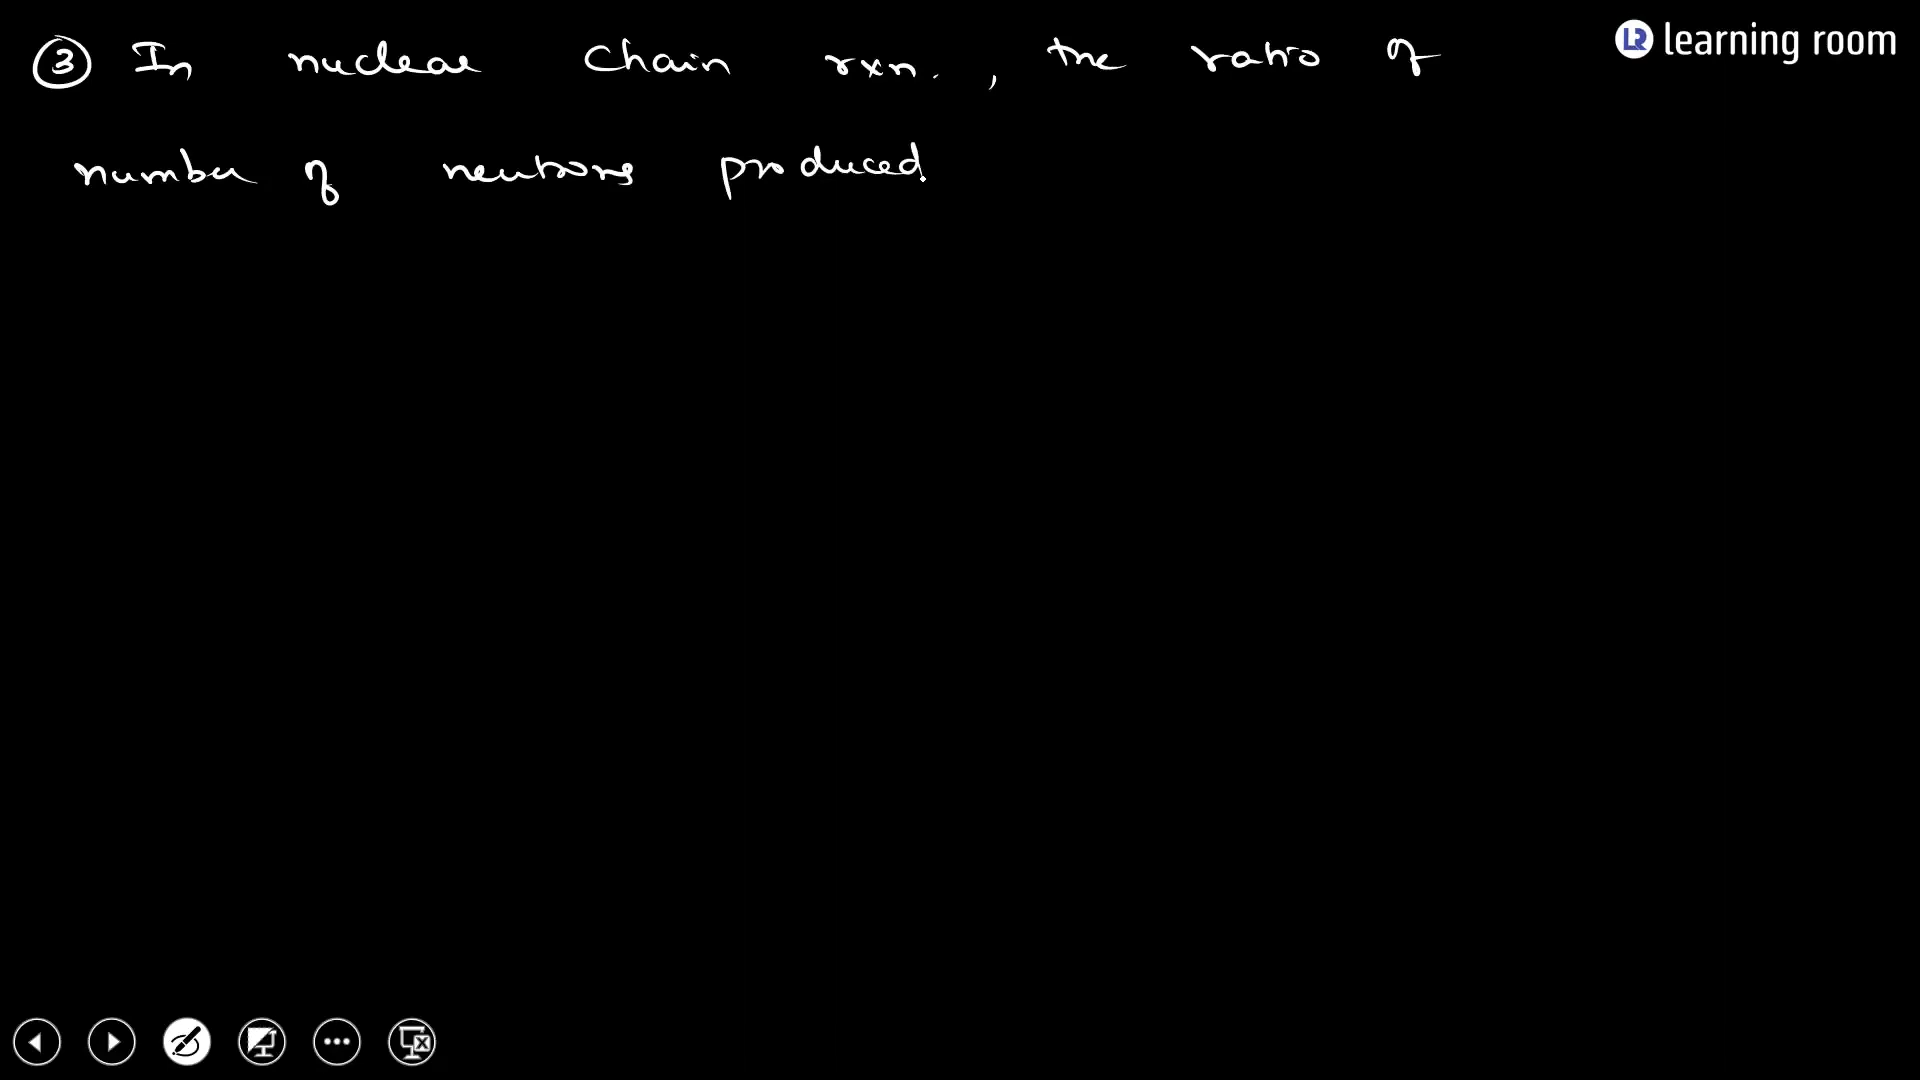 ③ In nuclear chain rxn., the ratio of
learning room
number of neutrons produced